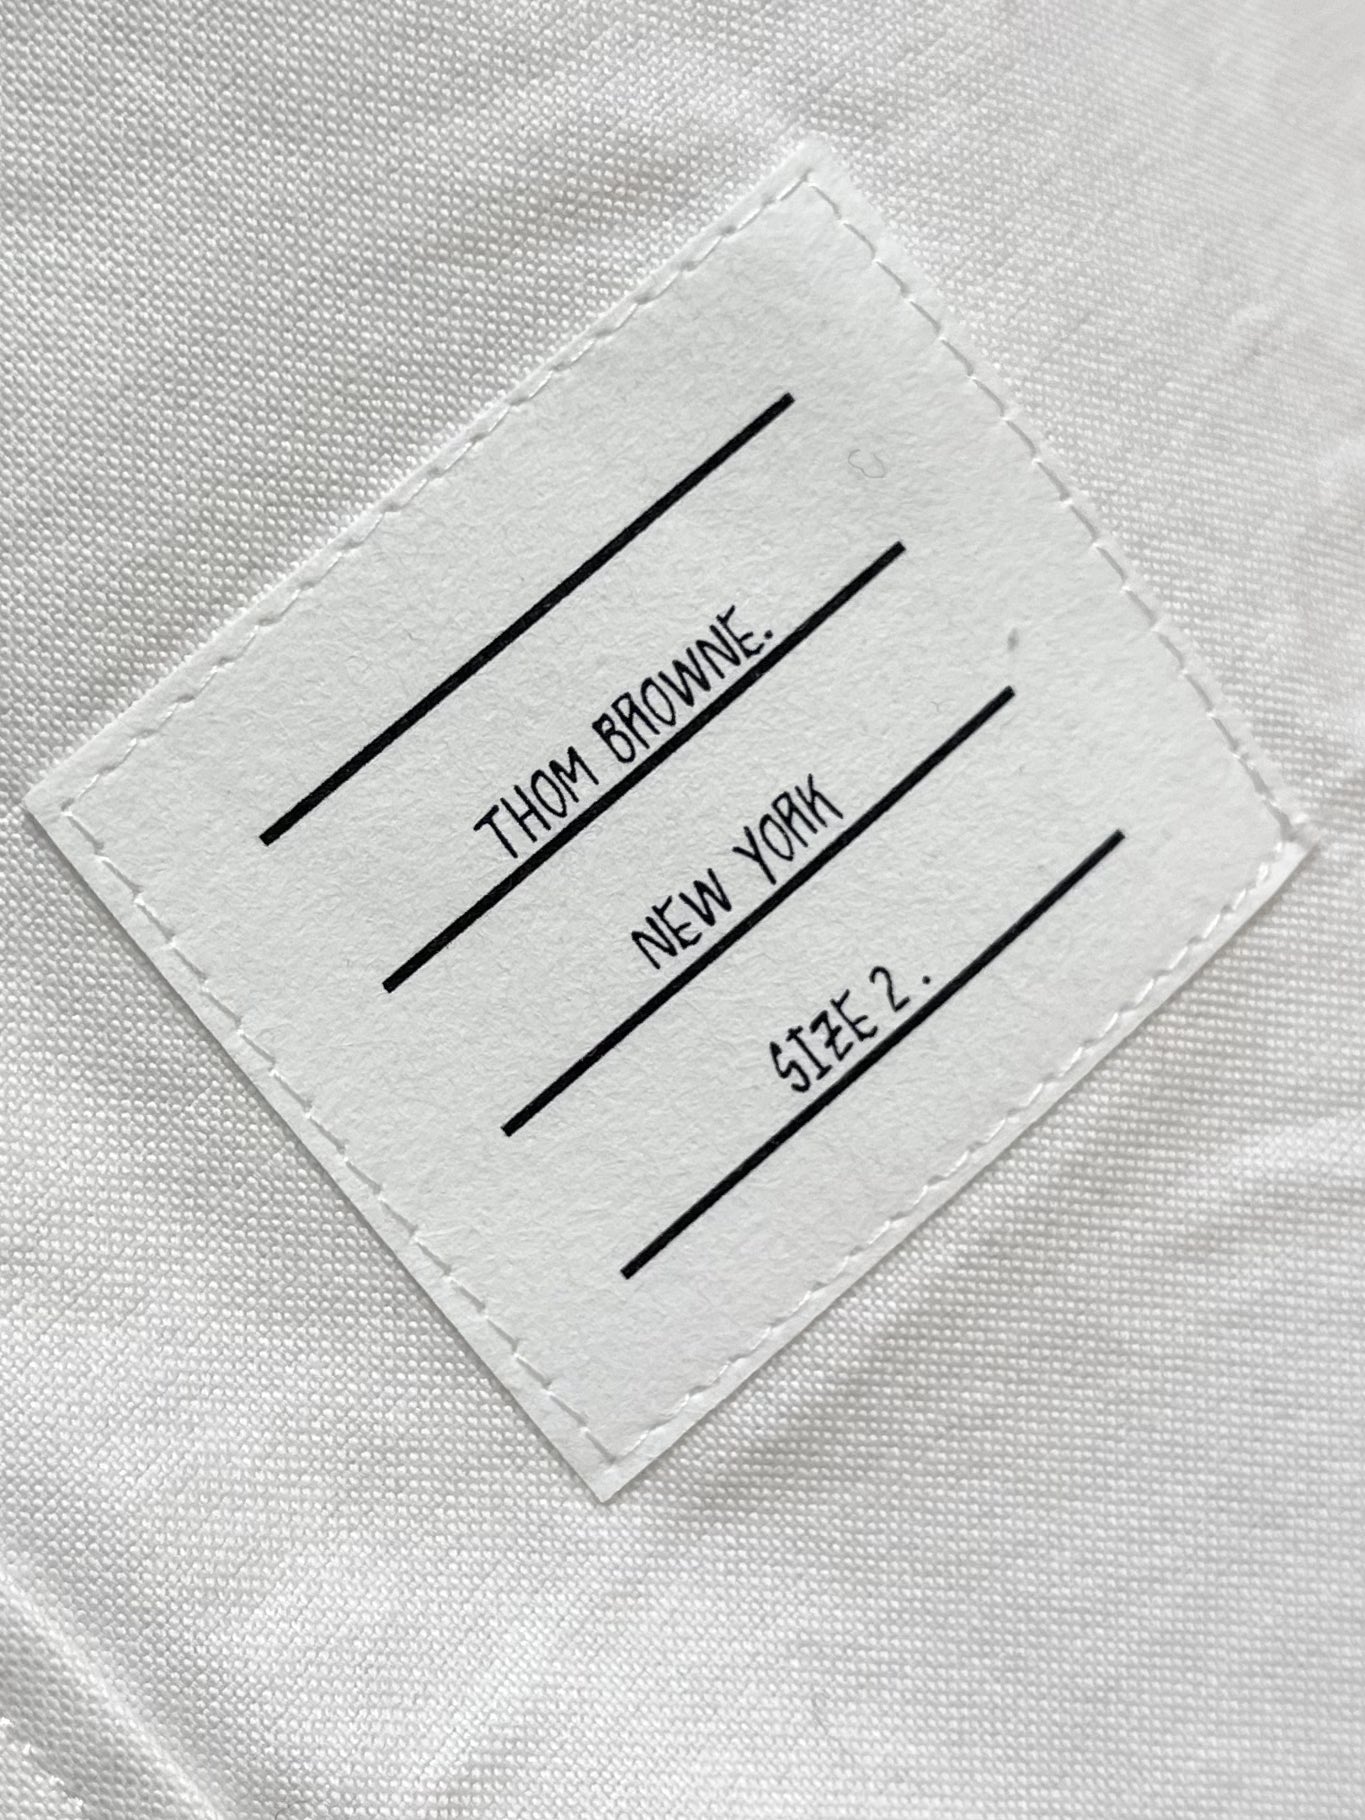 THOM BROWNE.
NEW YORK
SIZE 2 .